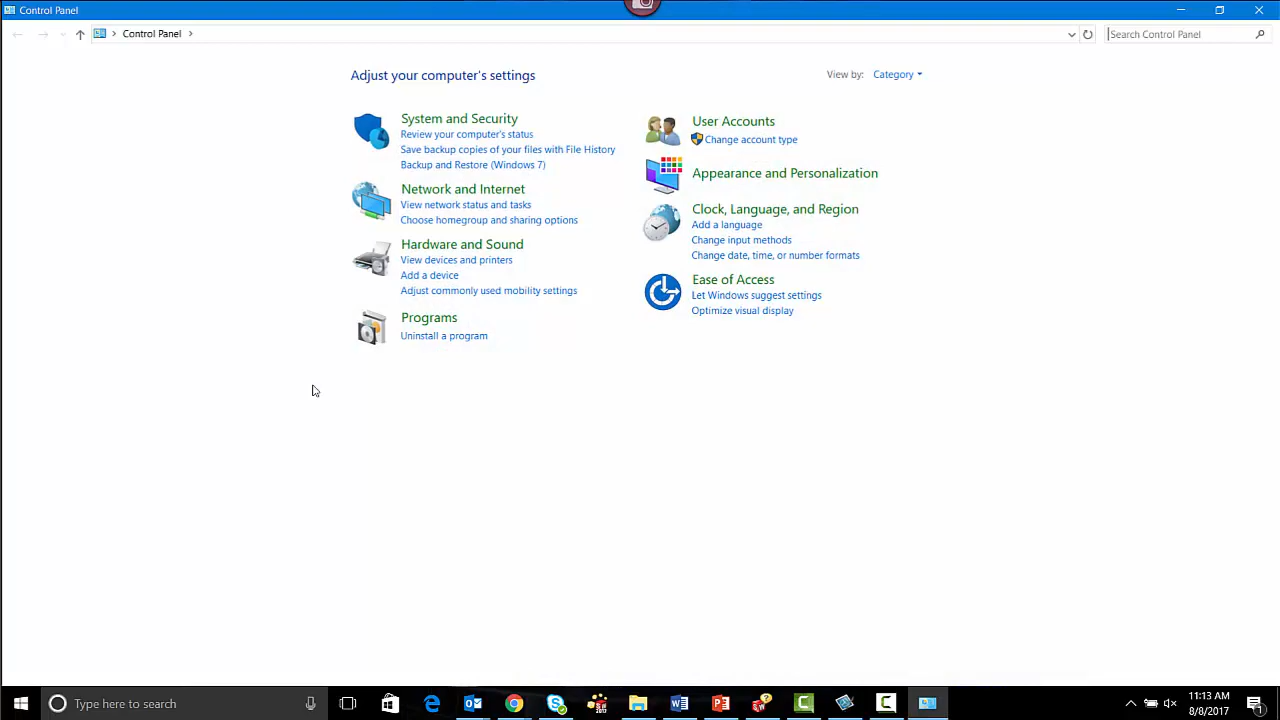 Control Panel
Control Panel
Search Control Panel
Adjust your computer's settings
View by:
Category
System and Security
Review your computer's status
Save backup copies of your files with File History
Backup and Restore (Windows 7)
Network and Internet
View network status and tasks
Choose homegroup and sharing options
Hardware and Sound
View devices and printers
Add a device
Adjust commonly used mobility settings
Programs
Uninstall a program
User Accounts
Change account type
Appearance and Personalization
Clock, Language, and Region
Add a language
Change input methods
Change date, time, or number formats
Ease of Access
Let Windows suggest settings
Optimize visual display
Type here to search
11:13 AM
8/8/2017